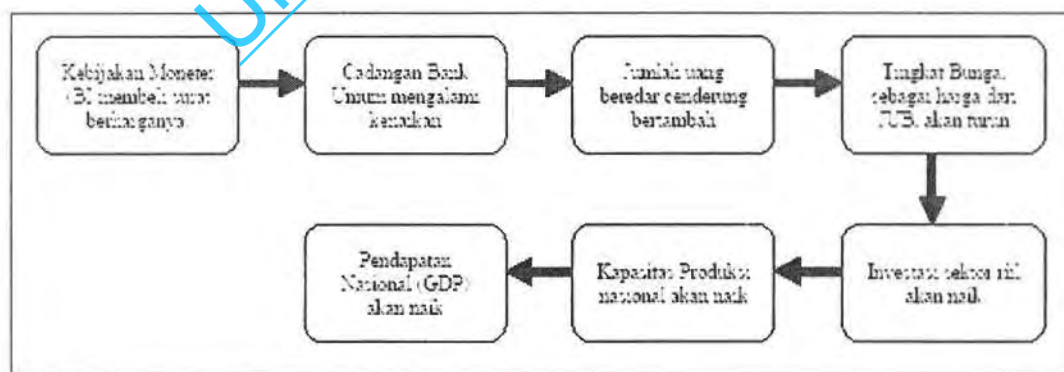 Kebijakan Moneter
(BI membeli surat
berharganya
Cadangan Bank
Umum mengalami
kenaikan
Jumlah uang
beredar cenderung
bertambah
Tingkat Bunga,
sebagai harga dari
JUB, akan turun
Investasi sektor riil
akan naik
Kapasitas Produksi
nasional akan naik
Pendapatan
Nasional (GDP)
akan naik